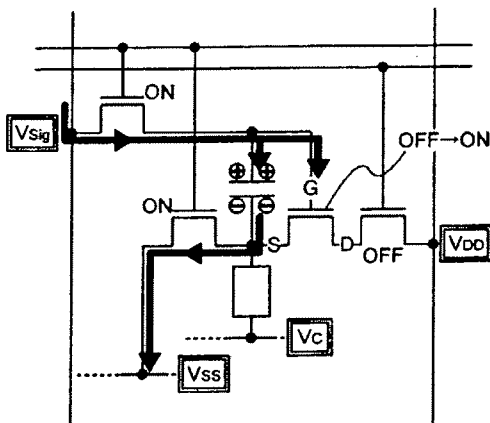 ON
VSig
OFF→ON
⊕ ⊕
G
ON
⊖ ⊖
S
D
OFF
VDD
VC
VSS